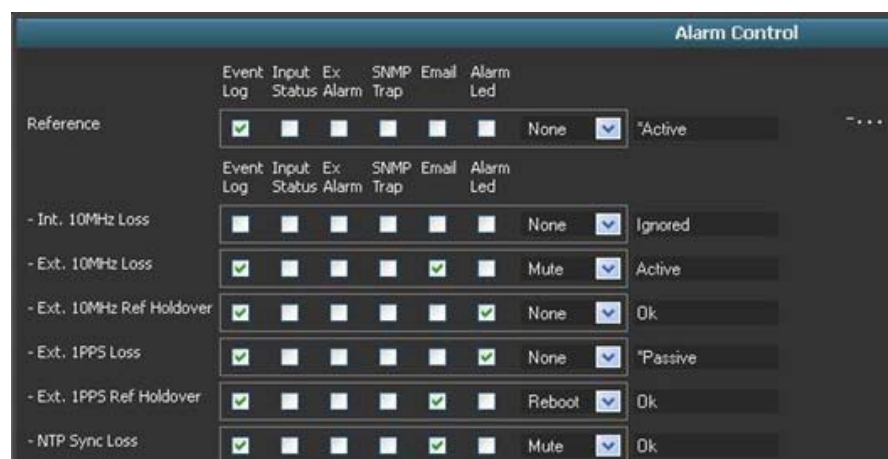 Alarm Control
Event Input Ex SNMP Email Alarm
Log Status Alarm Trap Led
Reference None "Active -...
Event Input Ex SNMP Email Alarm
Log Status Alarm Trap Led
- Int. 10MHz Loss None Ignored
- Ext. 10MHz Loss Mute Active
- Ext. 10MHz Ref Holdover None Ok
- Ext. 1PPS Loss None "Passive
- Ext. 1PPS Ref Holdover Reboot Ok
- NTP Sync Loss Mute Ok